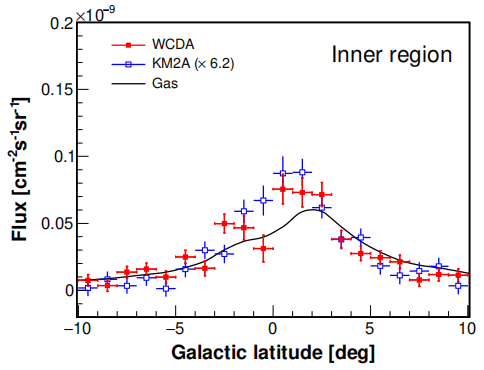 ×10⁻⁹
0.2
WCDA
KM2A (× 6.2)
Gas
Inner region
0.15
0.1
0.05
0
Flux [cm⁻²s⁻¹sr⁻¹]
−10 −5 0 5 10
Galactic latitude [deg]